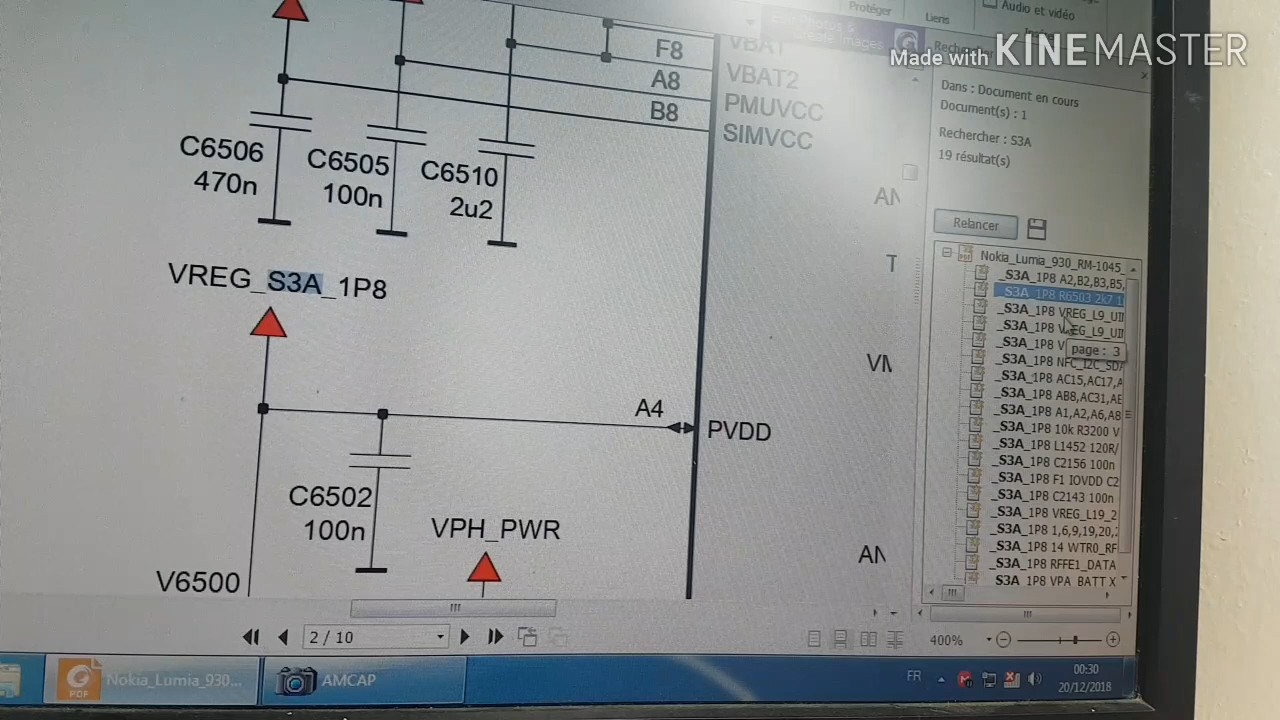 Protéger
Liens
Audio et vidéo
Made with KINEMASTER
F8
A8
B8
VBAT
VBAT2
PMUVCC
SIMVCC
C6506
470n
C6505
100n
C6510
2u2
VREG_S3A_1P8
A4
PVDD
C6502
100n
VPH_PWR
V6500
AN
T
VM
AN
Dans : Document en cours
Document(s) : 1
Rechercher : S3A
19 résultat(s)
Relancer
Nokia_Lumia_930_RM-1045_
_S3A_1P8 A2,B2,B3,B5,
_S3A_1P8 R6503 2k7 1
_S3A_1P8 VREG_L9_UI
_S3A_1P8 VREG_L9_UI
_S3A_1P8 V
page : 3
_S3A_1P8 NFC_I2C_SDA
_S3A_1P8 AC15,AC17,A
_S3A_1P8 AB8,AC31,AE
_S3A_1P8 A1,A2,A6,A8
_S3A_1P8 10k R3200 V
_S3A_1P8 L1452 120R/
_S3A_1P8 C2156 100n
_S3A_1P8 F1 IOVDD C2
_S3A_1P8 C2143 100n
_S3A_1P8 VREG_L19_2
_S3A_1P8 1,6,9,19,20,
_S3A_1P8 14 WTR0_RF
_S3A_1P8 RFFE1_DATA
S3A 1P8 VPA BATT X
2 / 10
400%
Nokia_Lumia_930...
AMCAP
FR
00:30
20/12/2018